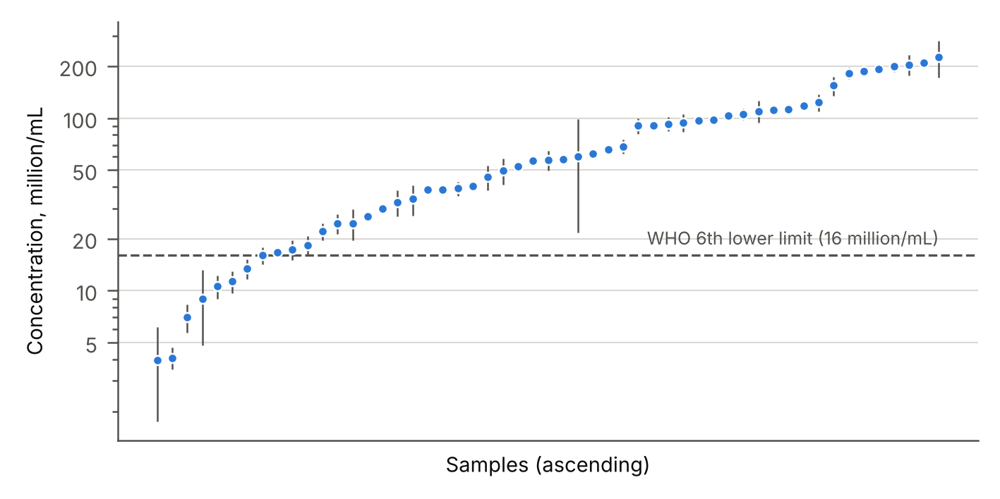 Concentration, million/mL
200
100
50
20
10
5
WHO 6th lower limit (16 million/mL)
Samples (ascending)